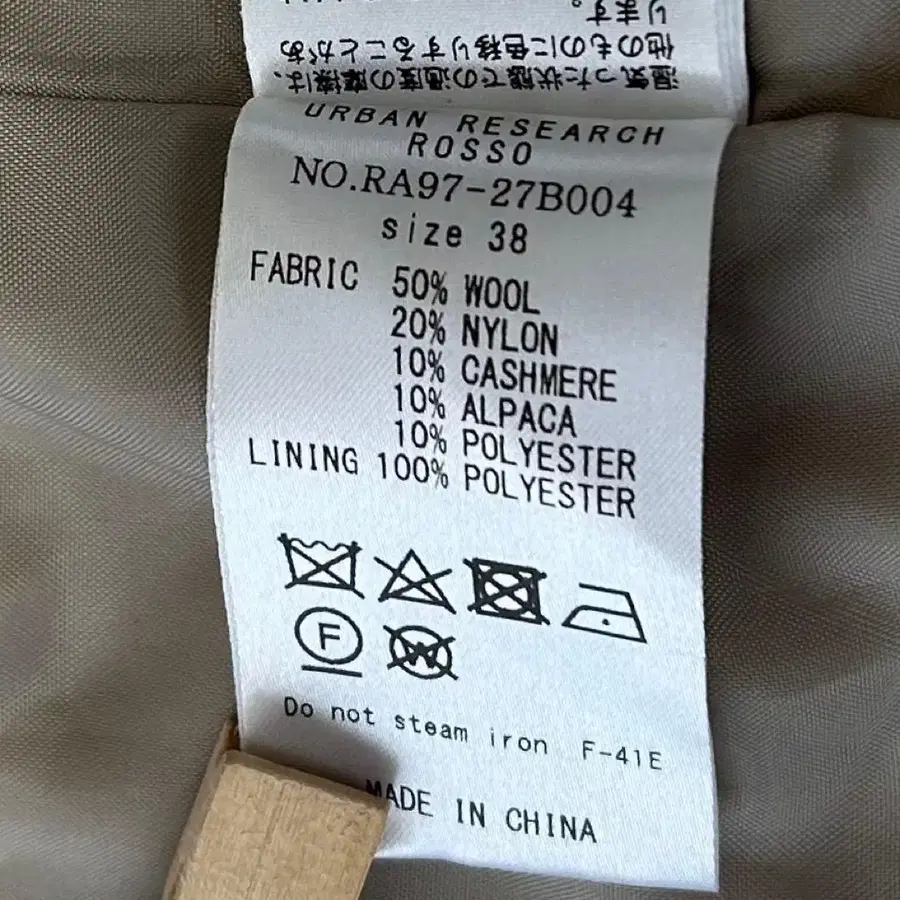 湿気った状態での過度の摩擦は、
他のものに色移りすることがあ
ります。
URBAN RESEARCH
ROSSO
NO.RA97-27B004
size 38
FABRIC 50% WOOL
20% NYLON
10% CASHMERE
10% ALPACA
10% POLYESTER
LINING 100% POLYESTER
F W
Do not steam iron F-41E
MADE IN CHINA